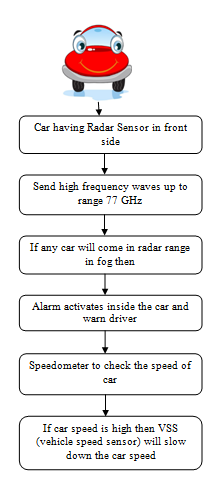 Car having Radar Sensor in front
side
Send high frequency waves up to
range 77 GHz
If any car will come in radar range
in fog then
Alarm activates inside the car and
warn driver
Speedometer to check the speed of
car
If car speed is high then VSS
(vehicle speed sensor) will slow
down the car speed